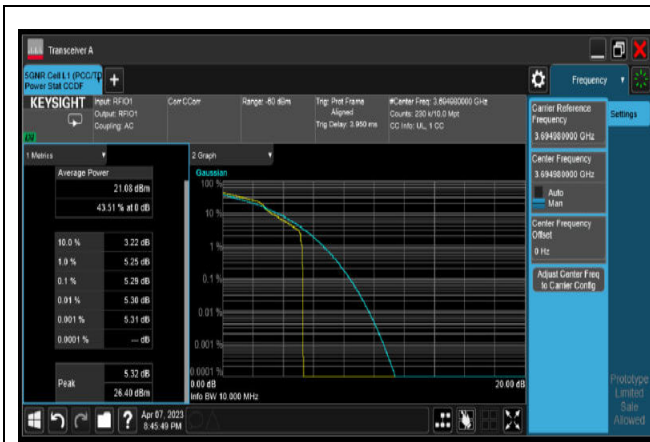 Transceiver A
5GNR Cell L1 (PCC/TD
Power Stat CCDF
Frequency
KEYSIGHT
Input: RFIO1
Output: RFIO1
Coupling: AC
Corr CCorr
Range: -60 dBm
Trig: Prot Frame
Aligned
Trig Delay: 3.950 ms
#Center Freq: 3.694980000 GHz
Counts: 230 k/10.0 Mpt
CC Info: UL, 1 CC
1 Metrics
Average Power
21.08 dBm
43.51 % at 0 dB
10.0 % 3.22 dB
1.0 % 5.25 dB
0.1 % 5.29 dB
0.01 % 5.30 dB
0.001 % 5.31 dB
0.0001 % --- dB
Peak
5.32 dB
26.40 dBm
2 Graph
Gaussian
100 %
10 %
1 %
0.1 %
0.01 %
0.001 %
0.0001 %
0.00 dB
20.00 dB
Info BW 10.000 MHz
Carrier Reference
Frequency
3.694980000 GHz
Center Frequency
3.694980000 GHz
Auto
Man
Center Frequency
Offset
0 Hz
Adjust Center Freq
to Carrier Config
Settings
Prototype
Limited
Sale
Allowed
?
Apr 07, 2023
8:45:49 PM